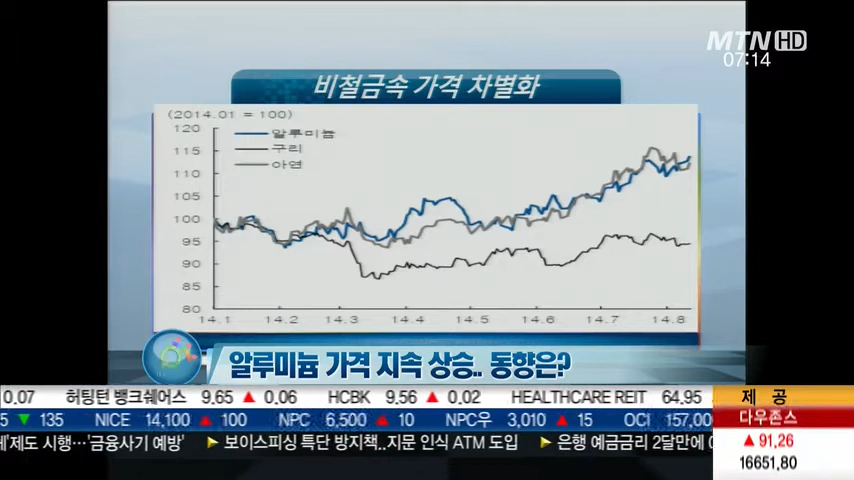 MTN HD
07:14
비철금속 가격 차별화
(2014.01 = 100)
120
115
110
105
100
95
90
85
80
알루미늄
구리
아연
14.1 14.2 14.3 14.4 14.5 14.6 14.7 14.8
알루미늄 가격 지속 상승.. 동향은?
0.07 허팅턴 뱅크쉐어스 9.65 ▲ 0.06 HCBK 9.56 ▲ 0.02 HEALTHCARE REIT 64.95
제 공
5 ▼ 135 NICE 14,100 ▲ 100 NPC 6,500 ▲ 10 NPC우 3,010 ▲ 15 OCI 157,00
다우존스
▲ 91,26
제도 시행…'금융사기 예방' ▶ 보이스피싱 특단 방지책..지문 인식 ATM 도입 ▶ 은행 예금금리 2달만에
16651,80